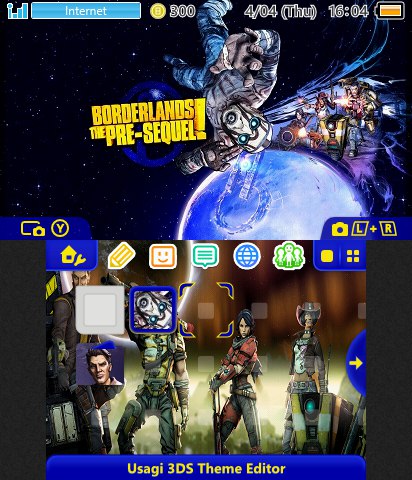 Internet 300 4/04 (Thu) 16:04
BORDERLANDS
THE PRE-SEQUEL!
Y L+R
Usagi 3DS Theme Editor